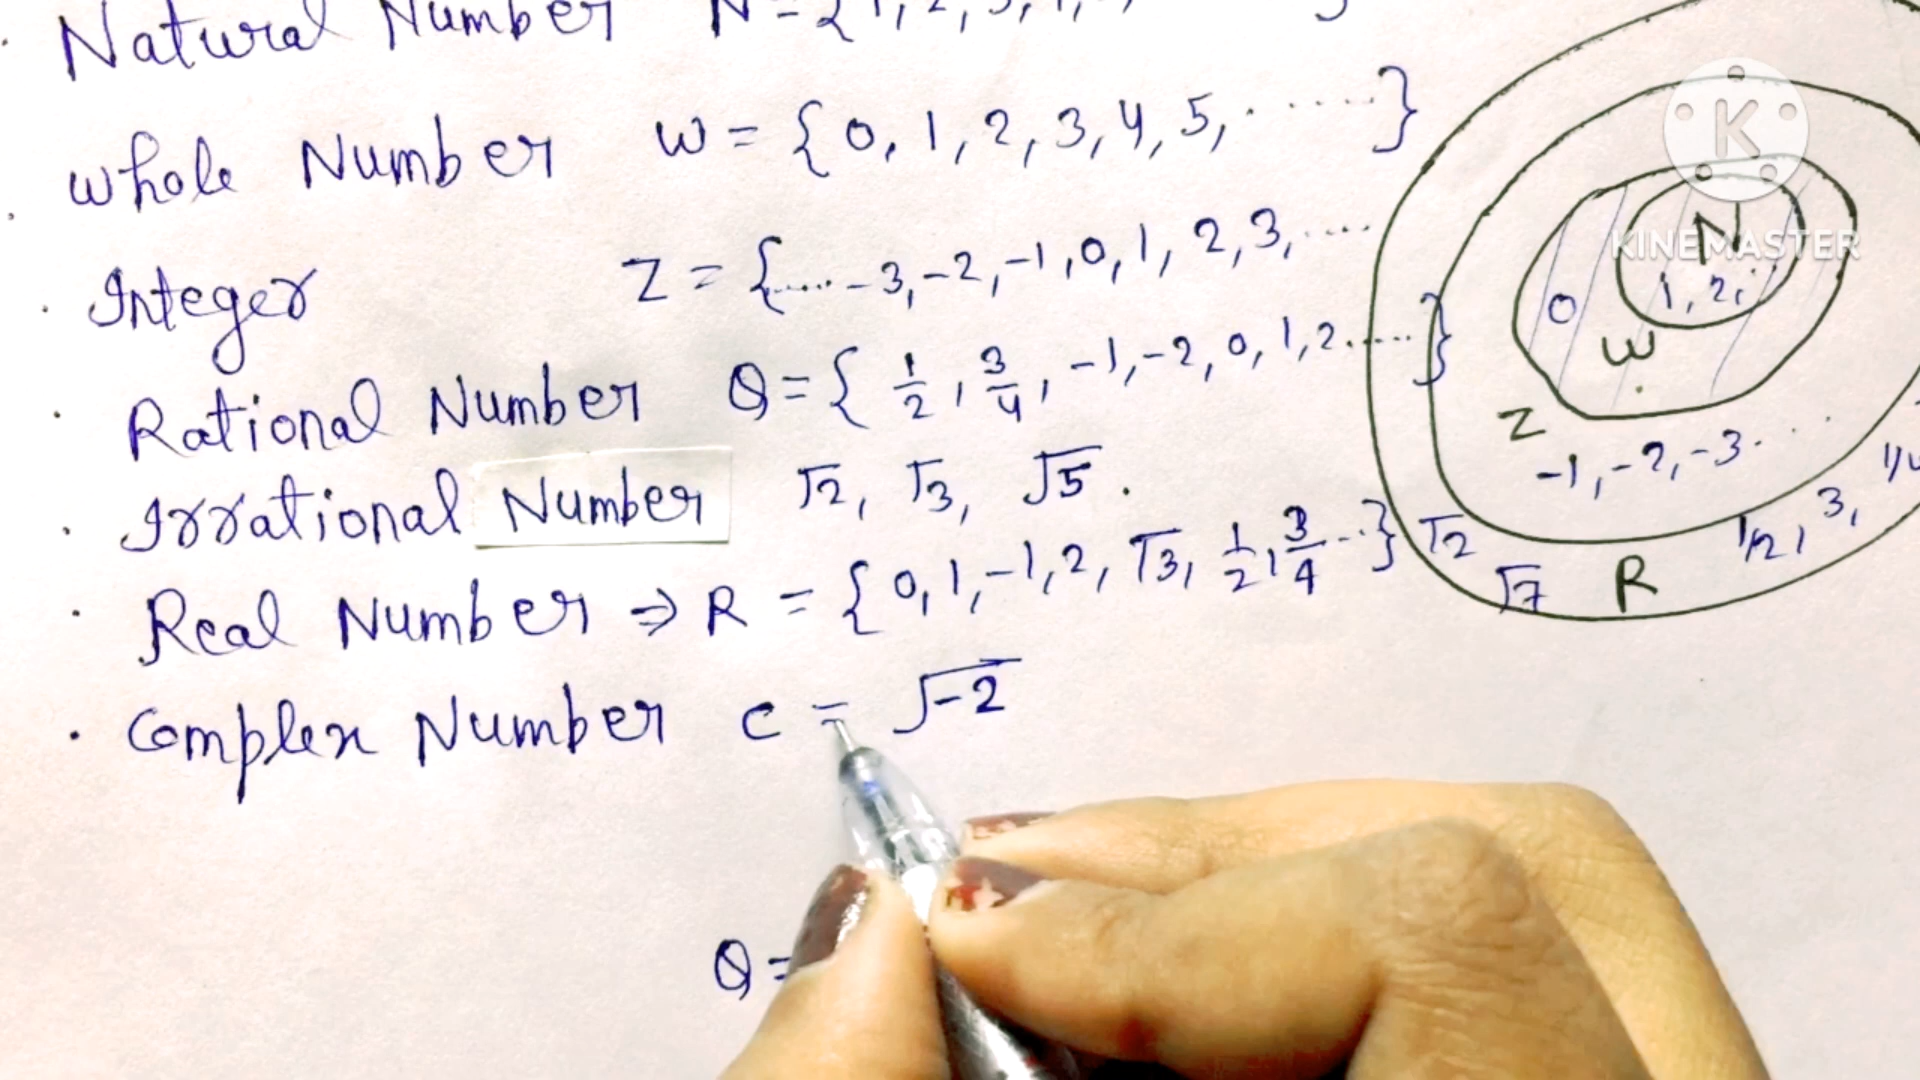 Natural Number N = {1, 2, 3, 4,
Whole Number W = {0, 1, 2, 3, 4, 5, ......}
Integer Z = {..... -3, -2, -1, 0, 1, 2, 3, ....
Rational Number Q = { 1/2, 3/4, -1, -2, 0, 1, 2 ..... }
Irrational Number √2, √3, √5.
Real Number ⇒ R = { 0, 1, -1, 2, √3, 1/2, 3/4 ... }
Complex Number C = √-2
Q =
K
KINEMASTER
N
1, 2,
0
W
Z
-1, -2, -3 ....
√2
√7
R
1/2, 3,